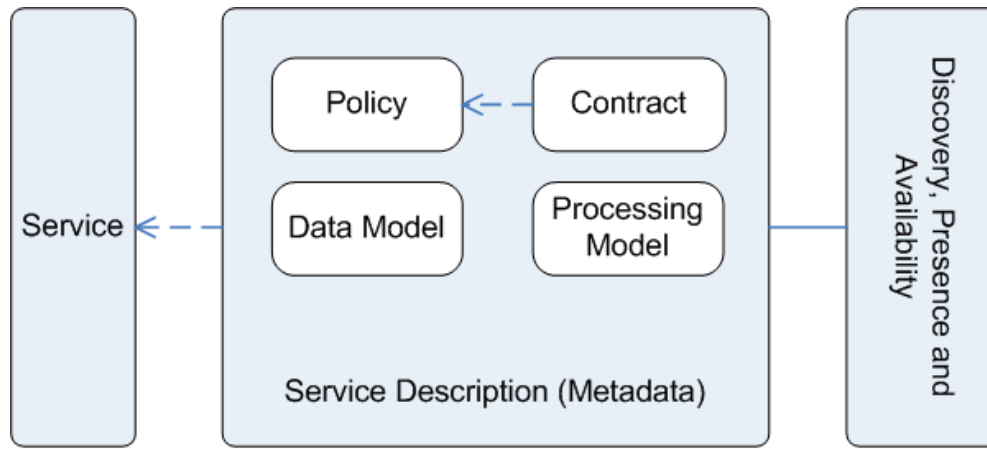 Service
Policy
Contract
Data Model
Processing
Model
Service Description (Metadata)
Discovery, Presence and
Availability